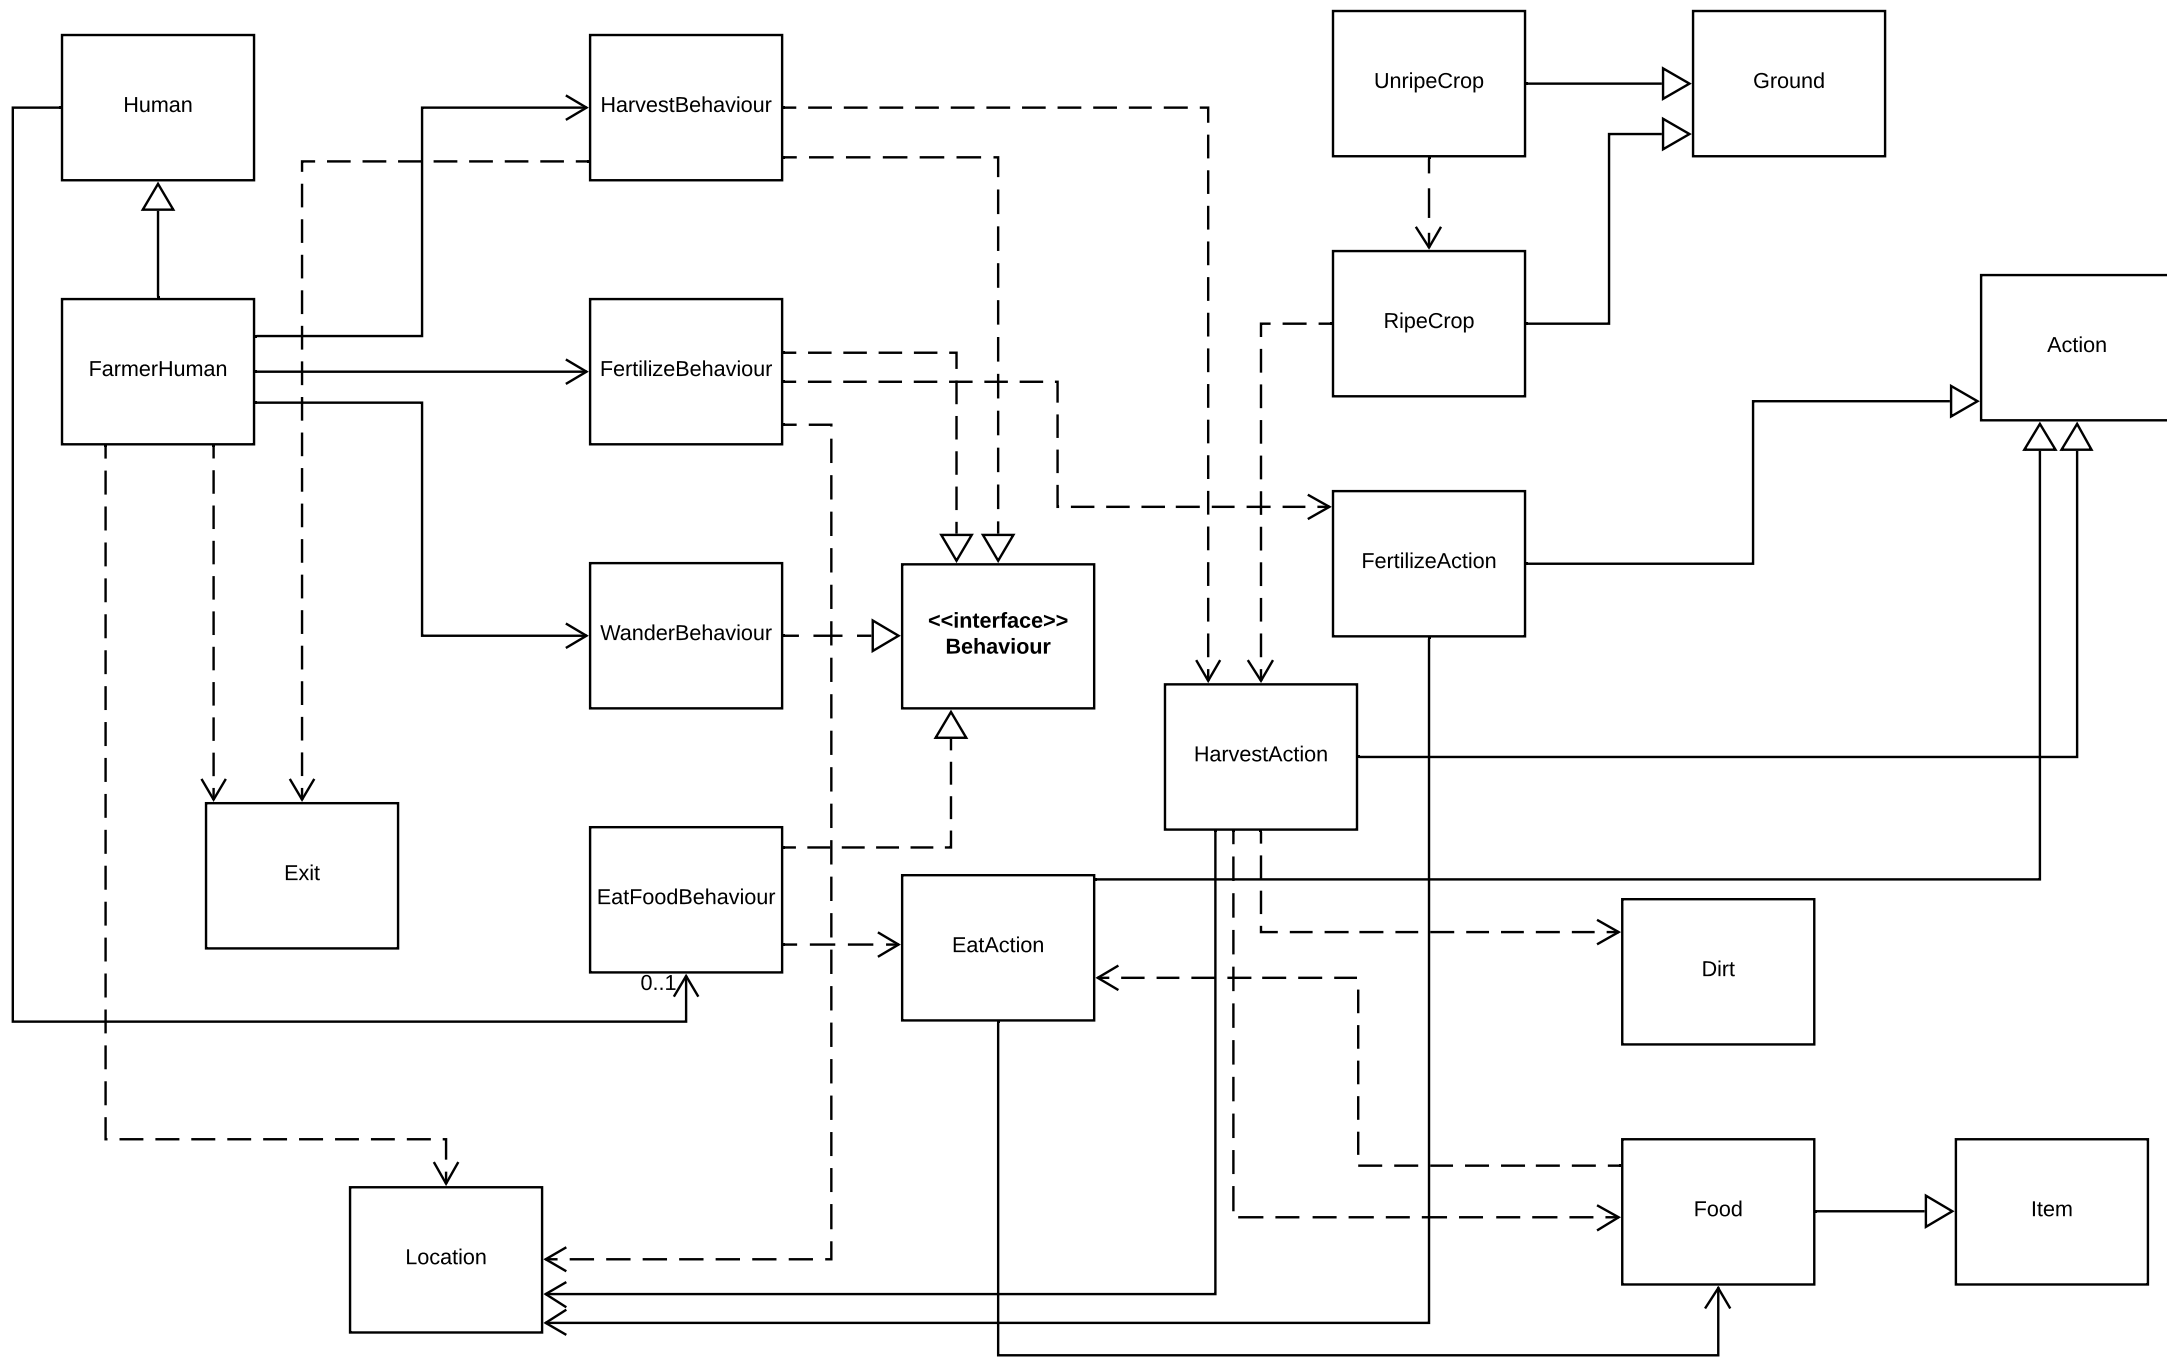 Human
HarvestBehaviour
UnripeCrop
Ground
FarmerHuman
FertilizeBehaviour
RipeCrop
Action
WanderBehaviour
<<interface>>
Behaviour
FertilizeAction
HarvestAction
Exit
EatFoodBehaviour
0..1
EatAction
Dirt
Location
Food
Item